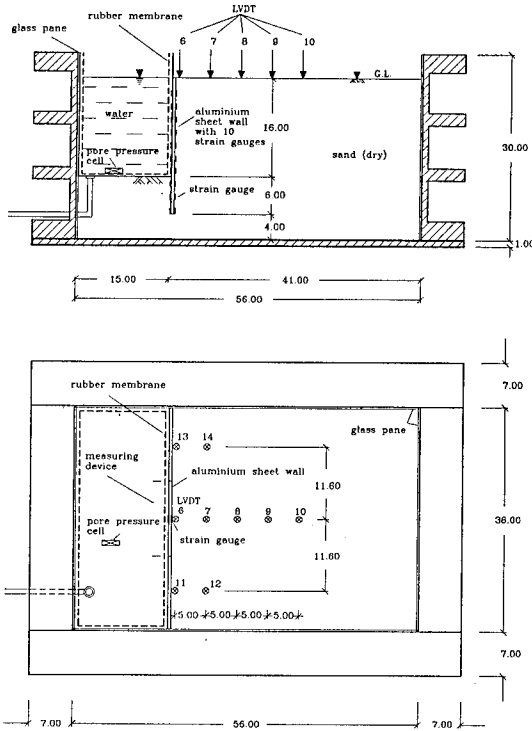 LVDT
rubber membrane
glass pane
6 7 8 9 10
G.L.
water
aluminium
sheet wall
with 10
strain gauges
16.00
30.00
sand (dry)
pore pressure
cell
strain gauge
6.00
4.00
1.00
15.00 41.00
56.00
7.00
rubber membrane
glass pane
13 14
measuring
device
aluminium sheet wall
11.60
LVDT
6 7 8 9 10
36.00
pore pressure
cell
strain gauge
11.60
11 12
5.00 5.00 5.00 5.00
7.00
7.00 56.00 7.00